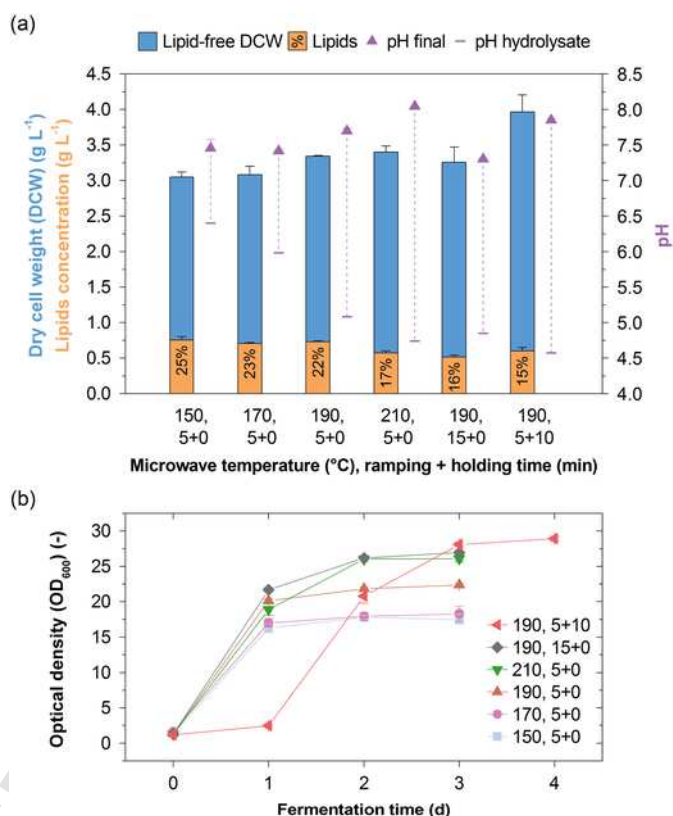 (a)
Lipid-free DCW % Lipids pH final pH hydrolysate
Dry cell weight (DCW) (g L⁻¹)
Lipids concentration (g L⁻¹)
4.5
4.0
3.5
3.0
2.5
2.0
1.5
1.0
0.5
0.0
8.5
8.0
7.5
7.0
6.5
6.0
5.5
5.0
4.5
4.0
pH
25% 23% 22% 17% 16% 15%
150, 170, 190, 210, 190, 190,
5+0 5+0 5+0 5+0 15+0 5+10
Microwave temperature (°C), ramping + holding time (min)
(b)
Optical density (OD₆₀₀) (-)
30
25
20
15
10
5
0
190, 5+10
190, 15+0
210, 5+0
190, 5+0
170, 5+0
150, 5+0
0 1 2 3 4
Fermentation time (d)